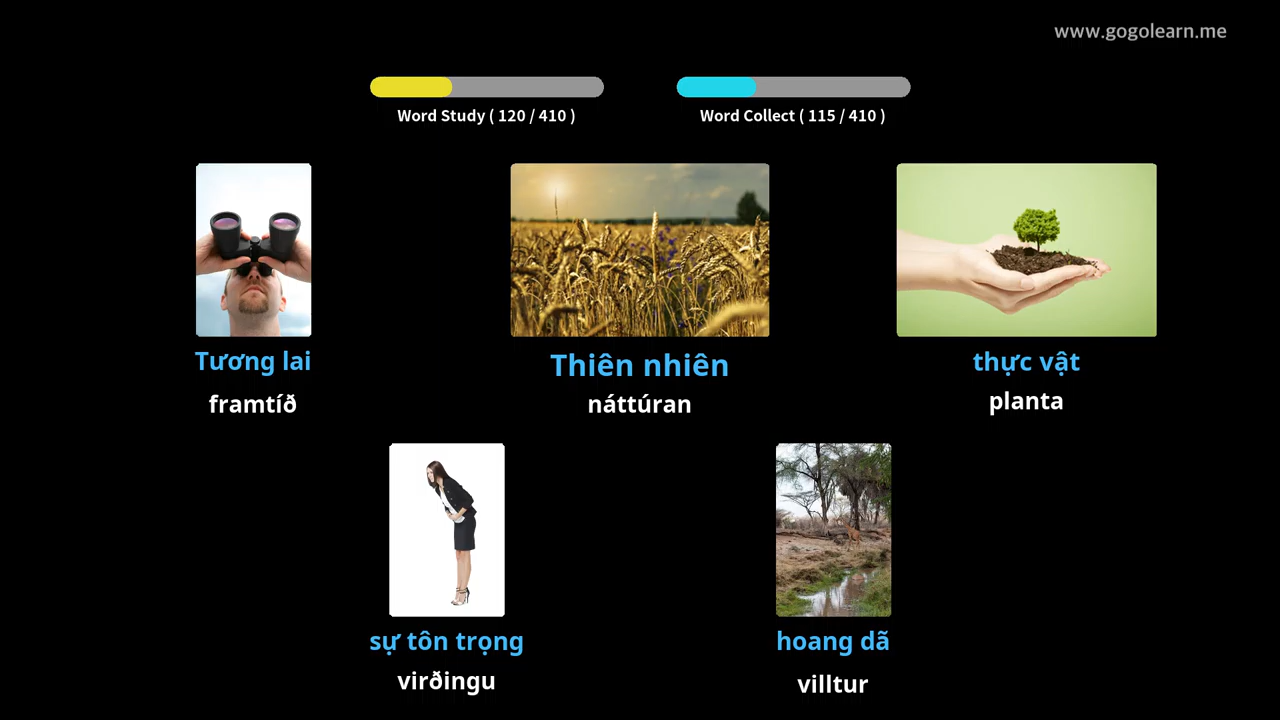 www.gogolearn.me
Word Study ( 120 / 410 )
Word Collect ( 115 / 410 )
Tương lai
framtíð
Thiên nhiên
náttúran
thực vật
planta
sự tôn trọng
virðingu
hoang dã
villtur